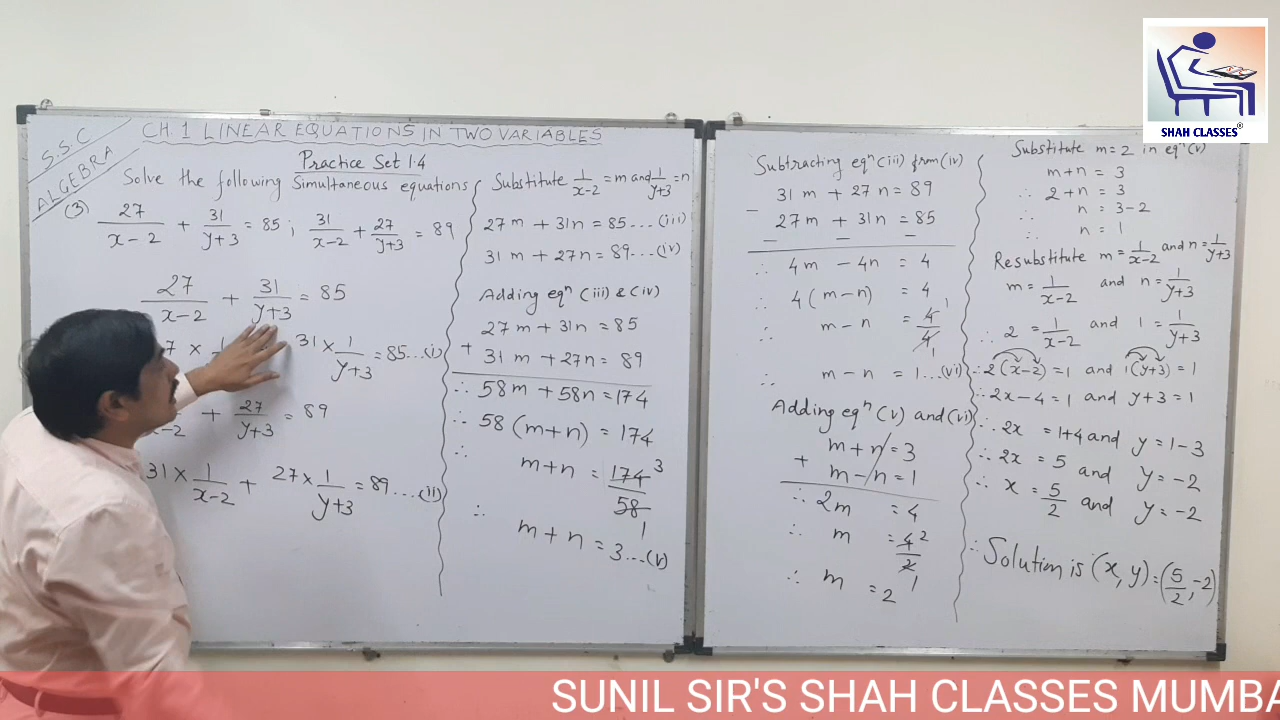 SHAH CLASSES®
S.S.C
ALGEBRA
CH. 1 LINEAR EQUATIONS IN TWO VARIABLES
Practice Set 1.4
Solve the following Simultaneous equations
(3) 27/(x-2) + 31/(y+3) = 85 ; 31/(x-2) + 27/(y+3) = 89
27/(x-2) + 31/(y+3) = 85
7 × 1 31 × 1/(y+3) = 85...(i)
x-2 + 27/(y+3) = 89
31 × 1/(x-2) + 27 × 1/(y+3) = 89....(ii)
Substitute 1/(x-2) = m and 1/(y+3) = n
27m + 31n = 85...(iii)
31m + 27n = 89...(iv)
Adding eqⁿ (iii) & (iv)
27m + 31n = 85
+ 31m + 27n = 89
∴ 58m + 58n = 174
∴ 58(m+n) = 174
∴ m+n = 174/58 3 1
∴ m+n = 3...(v)
Subtracting eqⁿ (iii) from (iv)
31m + 27n = 89
- 27m + 31n = 85
- - -
∴ 4m - 4n = 4
∴ 4(m-n) = 4
∴ m-n = 4/4 1 1
∴ m-n = 1...(vi)
Adding eqⁿ (v) and (vi)
m+n = 3
+ m-n = 1
∴ 2m = 4
∴ m = 4/2 2 1
∴ m = 2
Substitute m=2 in eqⁿ (v)
m+n = 3
∴ 2+n = 3
∴ n = 3-2
∴ n = 1
Resubstitute m = 1/(x-2) and n = 1/(y+3)
m = 1/(x-2) and n = 1/(y+3)
∴ 2 = 1/(x-2) and 1 = 1/(y+3)
∴ 2(x-2) = 1 and 1(y+3) = 1
∴ 2x-4 = 1 and y+3 = 1
∴ 2x = 1+4 and y = 1-3
∴ 2x = 5 and y = -2
∴ x = 5/2 and y = -2
∴ Solution is (x, y) = (5/2, -2)
SUNIL SIR'S SHAH CLASSES MUMBA